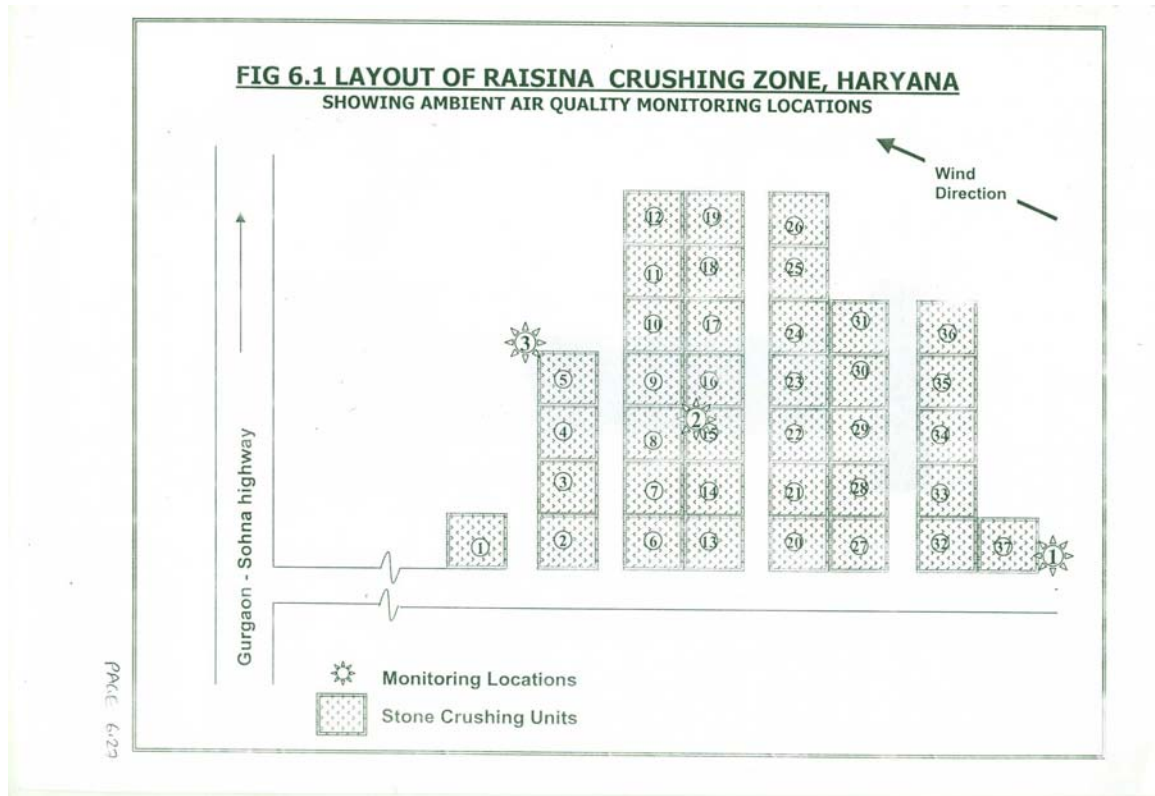 FIG 6.1 LAYOUT OF RAISINA CRUSHING ZONE, HARYANA
SHOWING AMBIENT AIR QUALITY MONITORING LOCATIONS
Wind
Direction
12 19 26
11 18 25
10 17 24 31 36
3
5 9 16 23 30 35
2
4 8 15 22 29 34
3 7 14 21 28 33
1 2 6 13 20 27 32 37 1
Gurgaon - Sohna highway
Monitoring Locations
Stone Crushing Units
PAGE 6.27